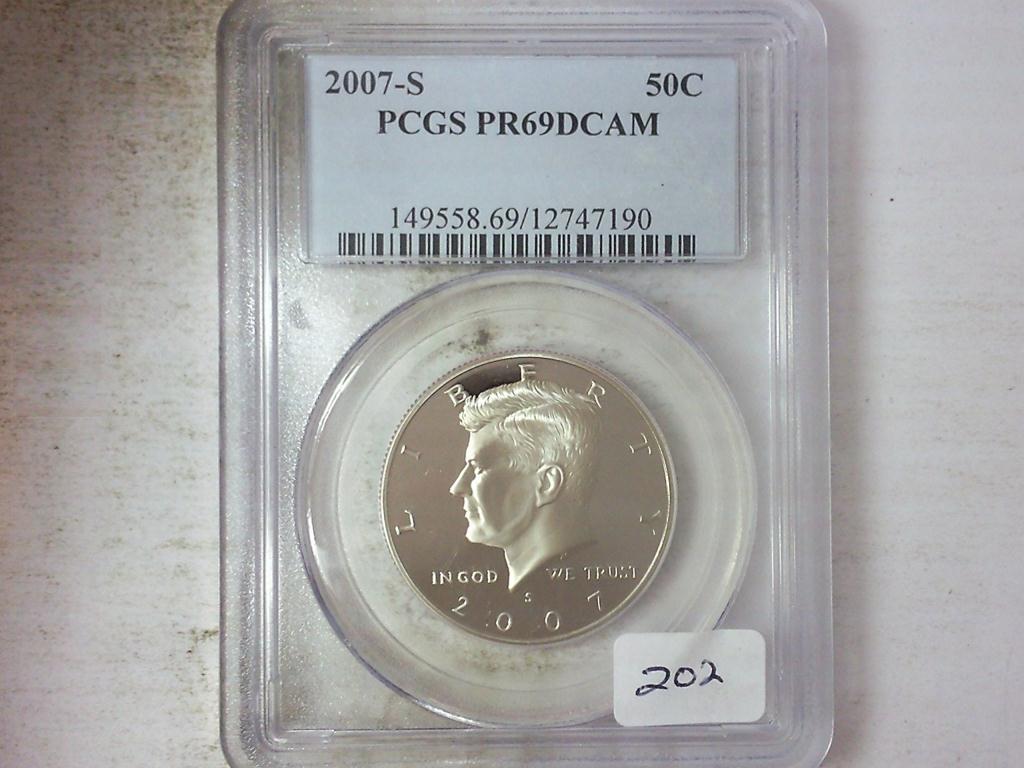 2007-S 50C
PCGS PR69DCAM
149558.69/12747190
LIBERTY
IN GOD WE TRUST
S
2007
202